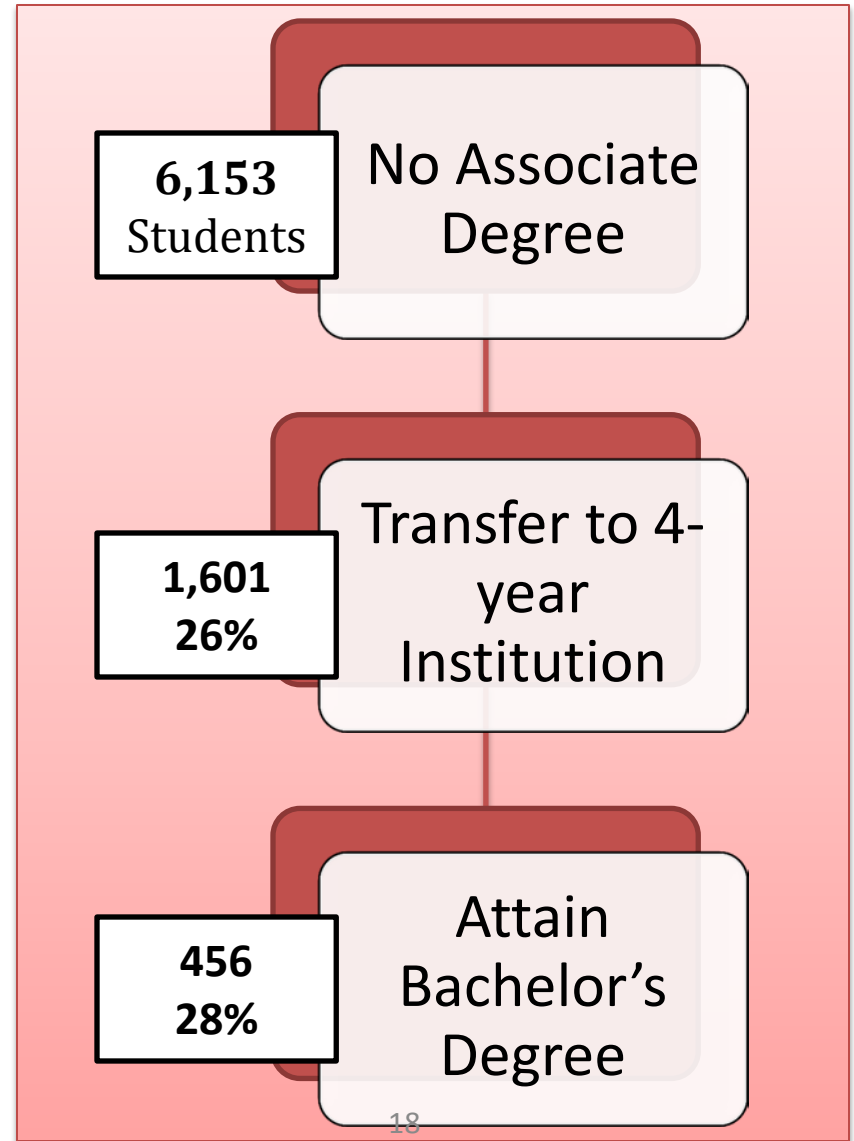 6,153
Students
No Associate
Degree
1,601
26%
Transfer to 4-
year
Institution
456
28%
Attain
Bachelor’s
Degree
18